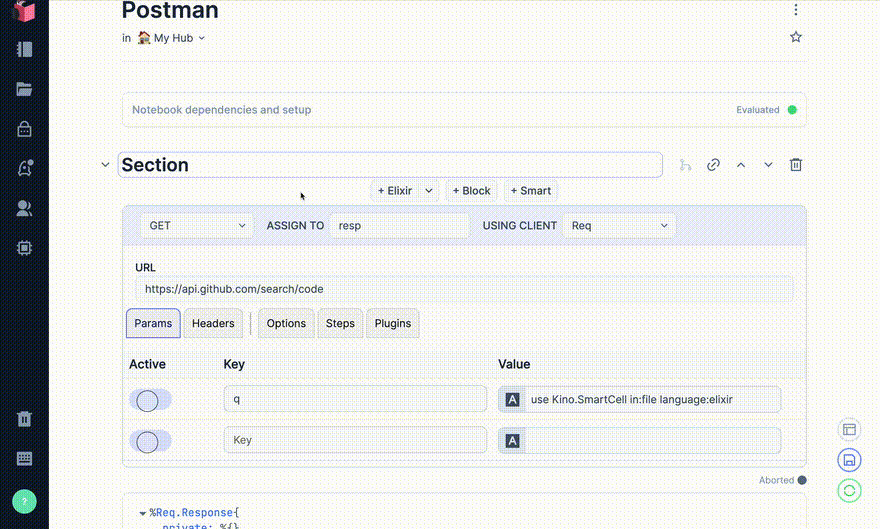 Postman
in 🏠 My Hub
Notebook dependencies and setup Evaluated
Section
+ Elixir + Block + Smart
GET ASSIGN TO resp USING CLIENT Req
URL
https://api.github.com/search/code
Params Headers Options Steps Plugins
Active Key Value
q A use Kino.SmartCell in:file language:elixir
Key A
Aborted
%Req.Response{
private: %{}
?